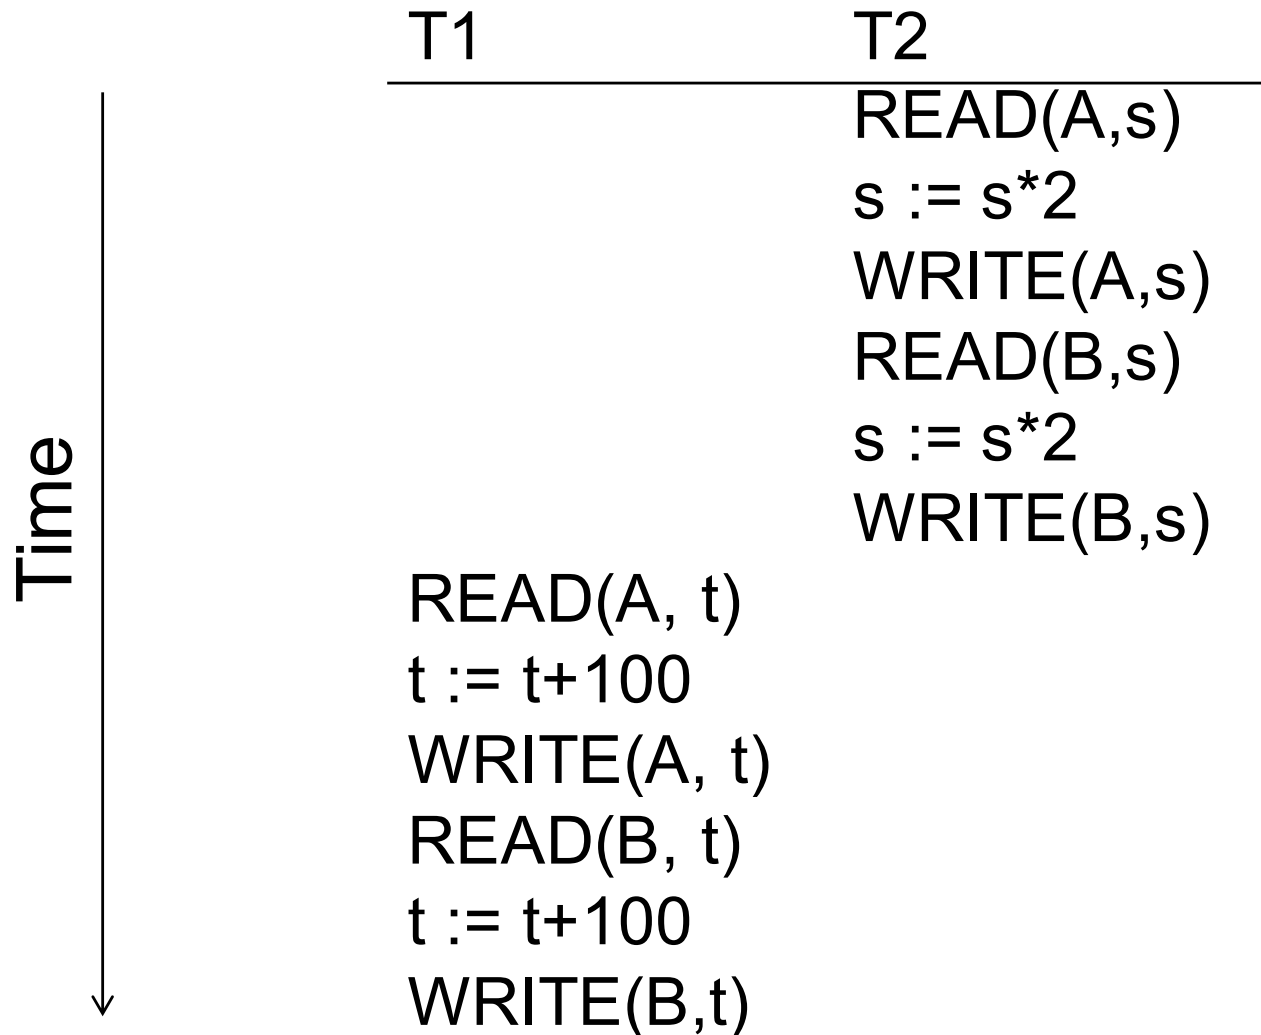 T1 T2
READ(A,s)
s := s*2
WRITE(A,s)
READ(B,s)
s := s*2
WRITE(B,s)
Time
READ(A, t)
t := t+100
WRITE(A, t)
READ(B, t)
t := t+100
WRITE(B,t)